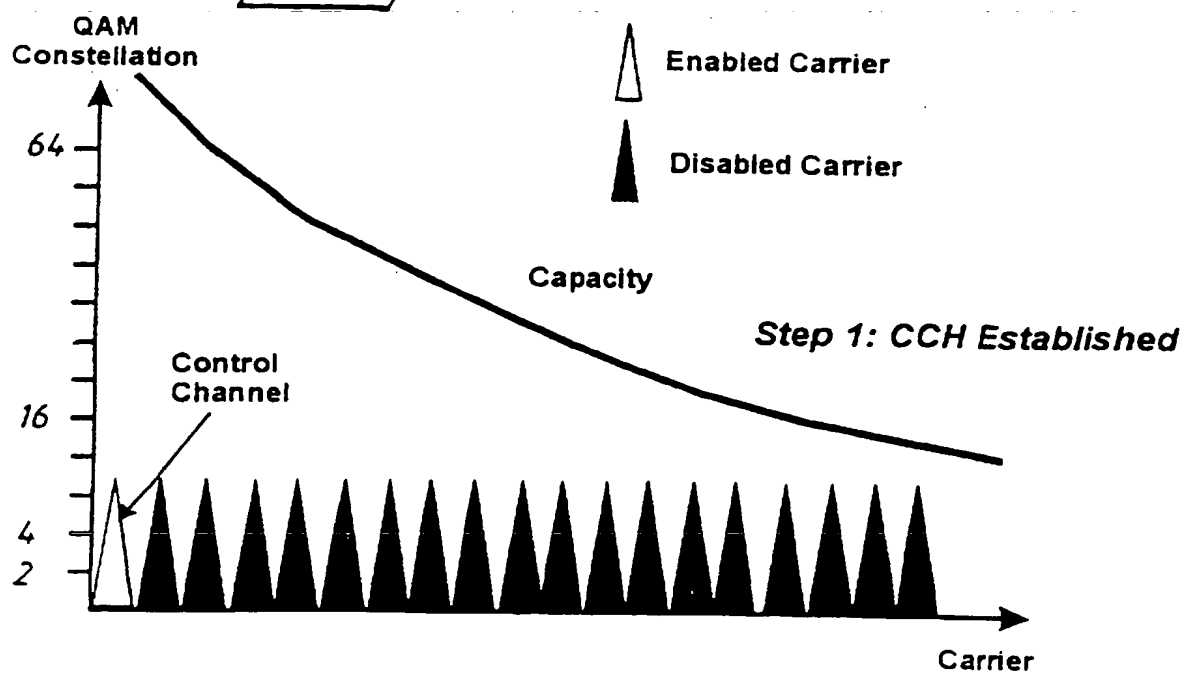 QAM
Constellation
Enabled Carrier
64
Disabled Carrier
Capacity
Step 1: CCH Established
Control
Channel
16
4
2
Carrier